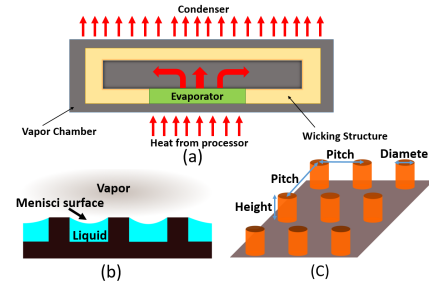 Condenser
Evaporator
Vapor Chamber
Heat from processor
Wicking Structure
(a)
Vapor
Menisci surface
Liquid
(b)
Pitch
Diamete
Pitch
Height
(C)